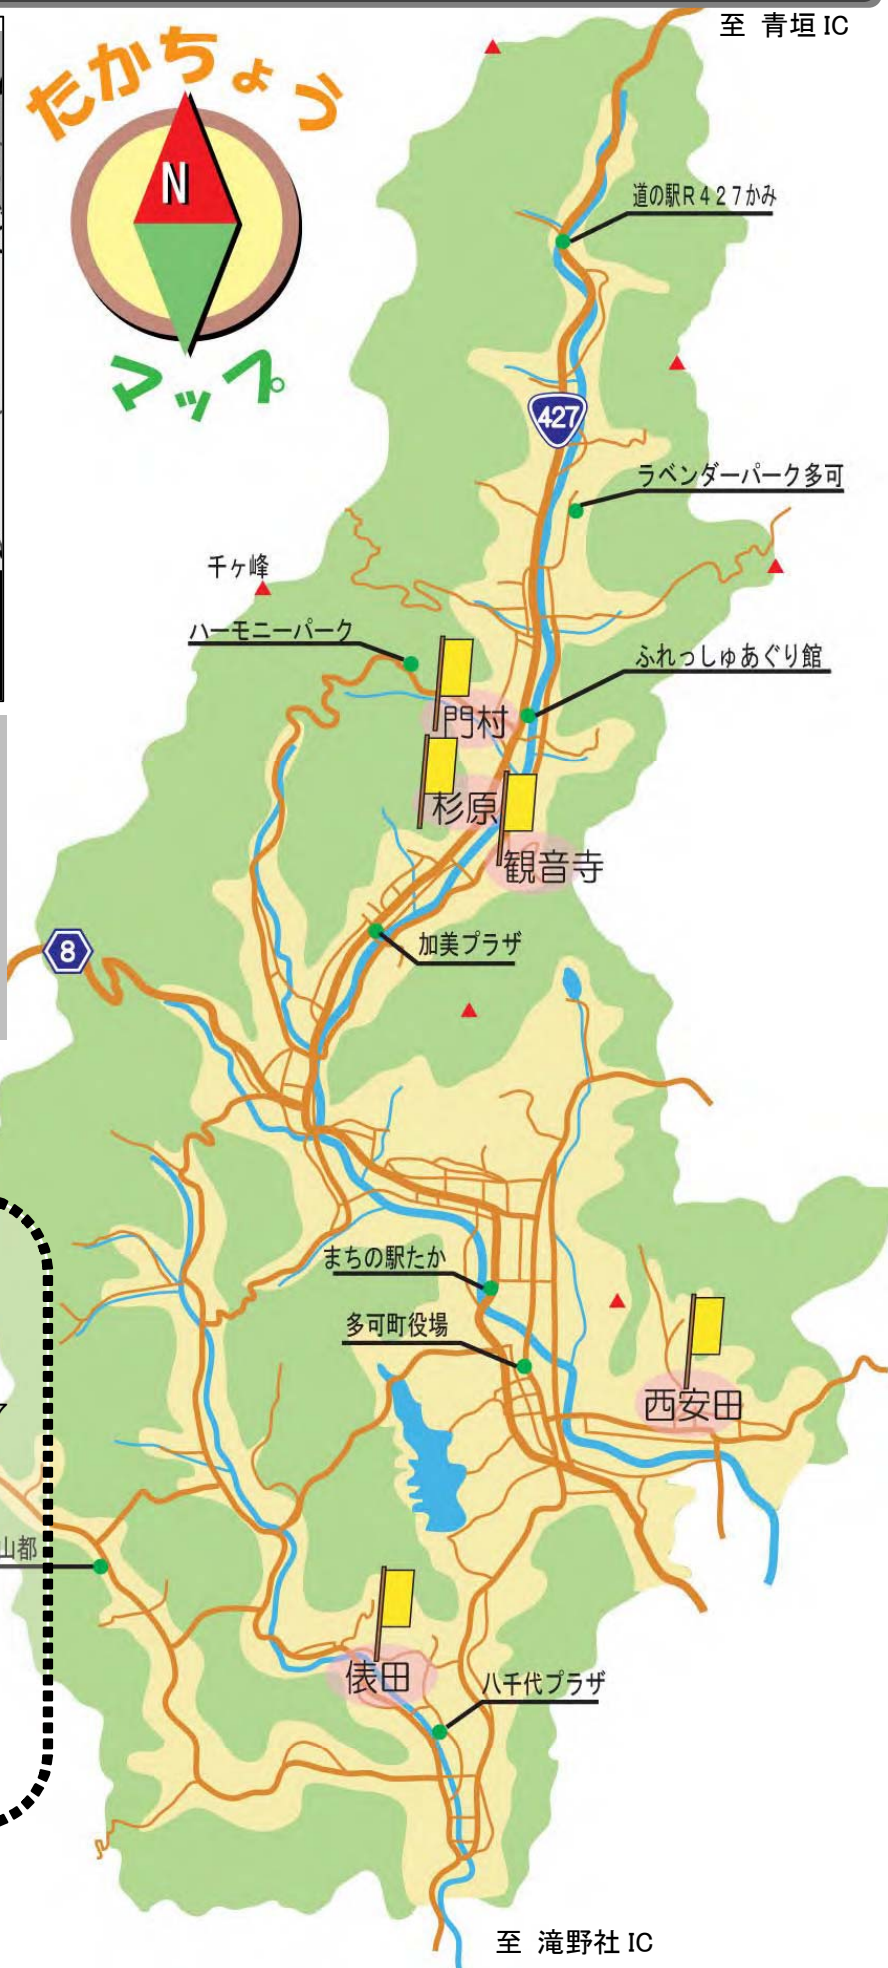 至 青垣 IC
たかちょう
N
マップ
道の駅R427かみ
427
ラベンダーパーク多可
千ヶ峰
ハーモニーパーク
ふれっしゅあぐり館
門村
杉原
観音寺
加美プラザ
8
まちの駅たか
多可町役場
西安田
山都
俵田
八千代プラザ
至 滝野社 IC